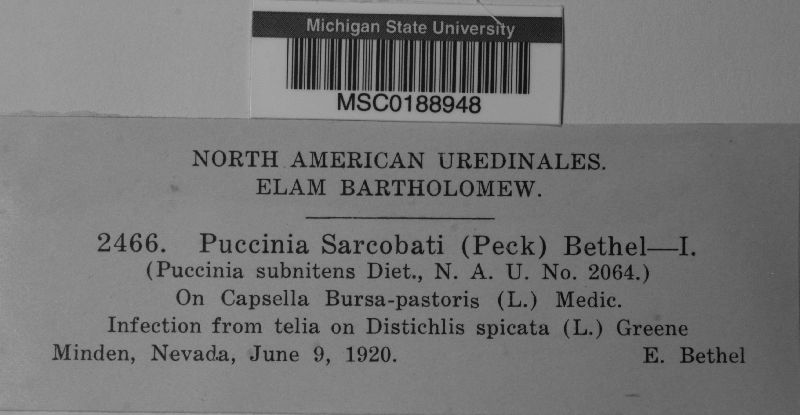 Michigan State University
MSC0188948
NORTH AMERICAN UREDINALES.
ELAM BARTHOLOMEW.
2466. Puccinia Sarcobati (Peck) Bethel—I.
(Puccinia subnitens Diet., N. A. U. No. 2064.)
On Capsella Bursa-pastoris (L.) Medic.
Infection from telia on Distichlis spicata (L.) Greene
Minden, Nevada, June 9, 1920. E. Bethel